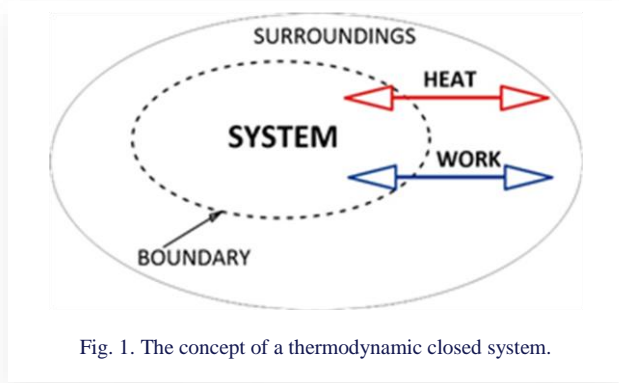 SURROUNDINGS
HEAT
SYSTEM
WORK
BOUNDARY
Fig. 1. The concept of a thermodynamic closed system.